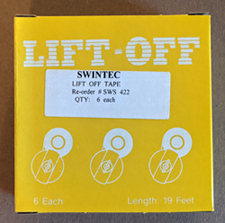 LIFT-OFF
SWINTEC
LIFT OFF TAPE
Re-order # SWS 422
QTY: 6 each
6 Each Length: 19 Feet